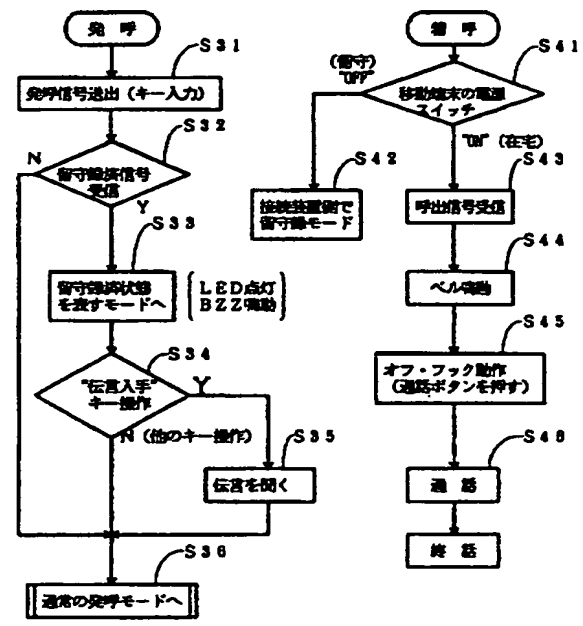 発呼
S31
発呼信号送出（キー入力）
S32
N
留守録済信号
受信
Y
S33
留守録済状態
を表すモードへ
LED点灯
BZZ鳴動
S34
"伝言入手"
キー操作
Y
N（他のキー操作）
S35
伝言を聞く
S36
通常の発呼モードへ
着呼
S41
（留守）
"OFF"
移動端末の電源
スイッチ
"ON"（在宅）
S42
接続装置側で
留守録モード
S43
呼出信号受信
S44
ベル鳴動
S45
オフ・フック動作
（通話ボタンを押す）
S46
通話
終話